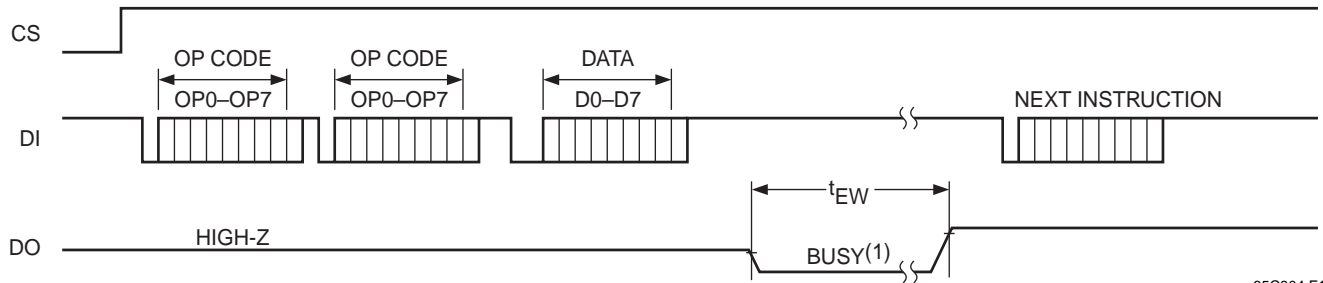 CS
OP CODE OP CODE DATA
OP0–OP7 OP0–OP7 D0–D7 NEXT INSTRUCTION
DI
tEW
HIGH-Z
DO
BUSY(1)